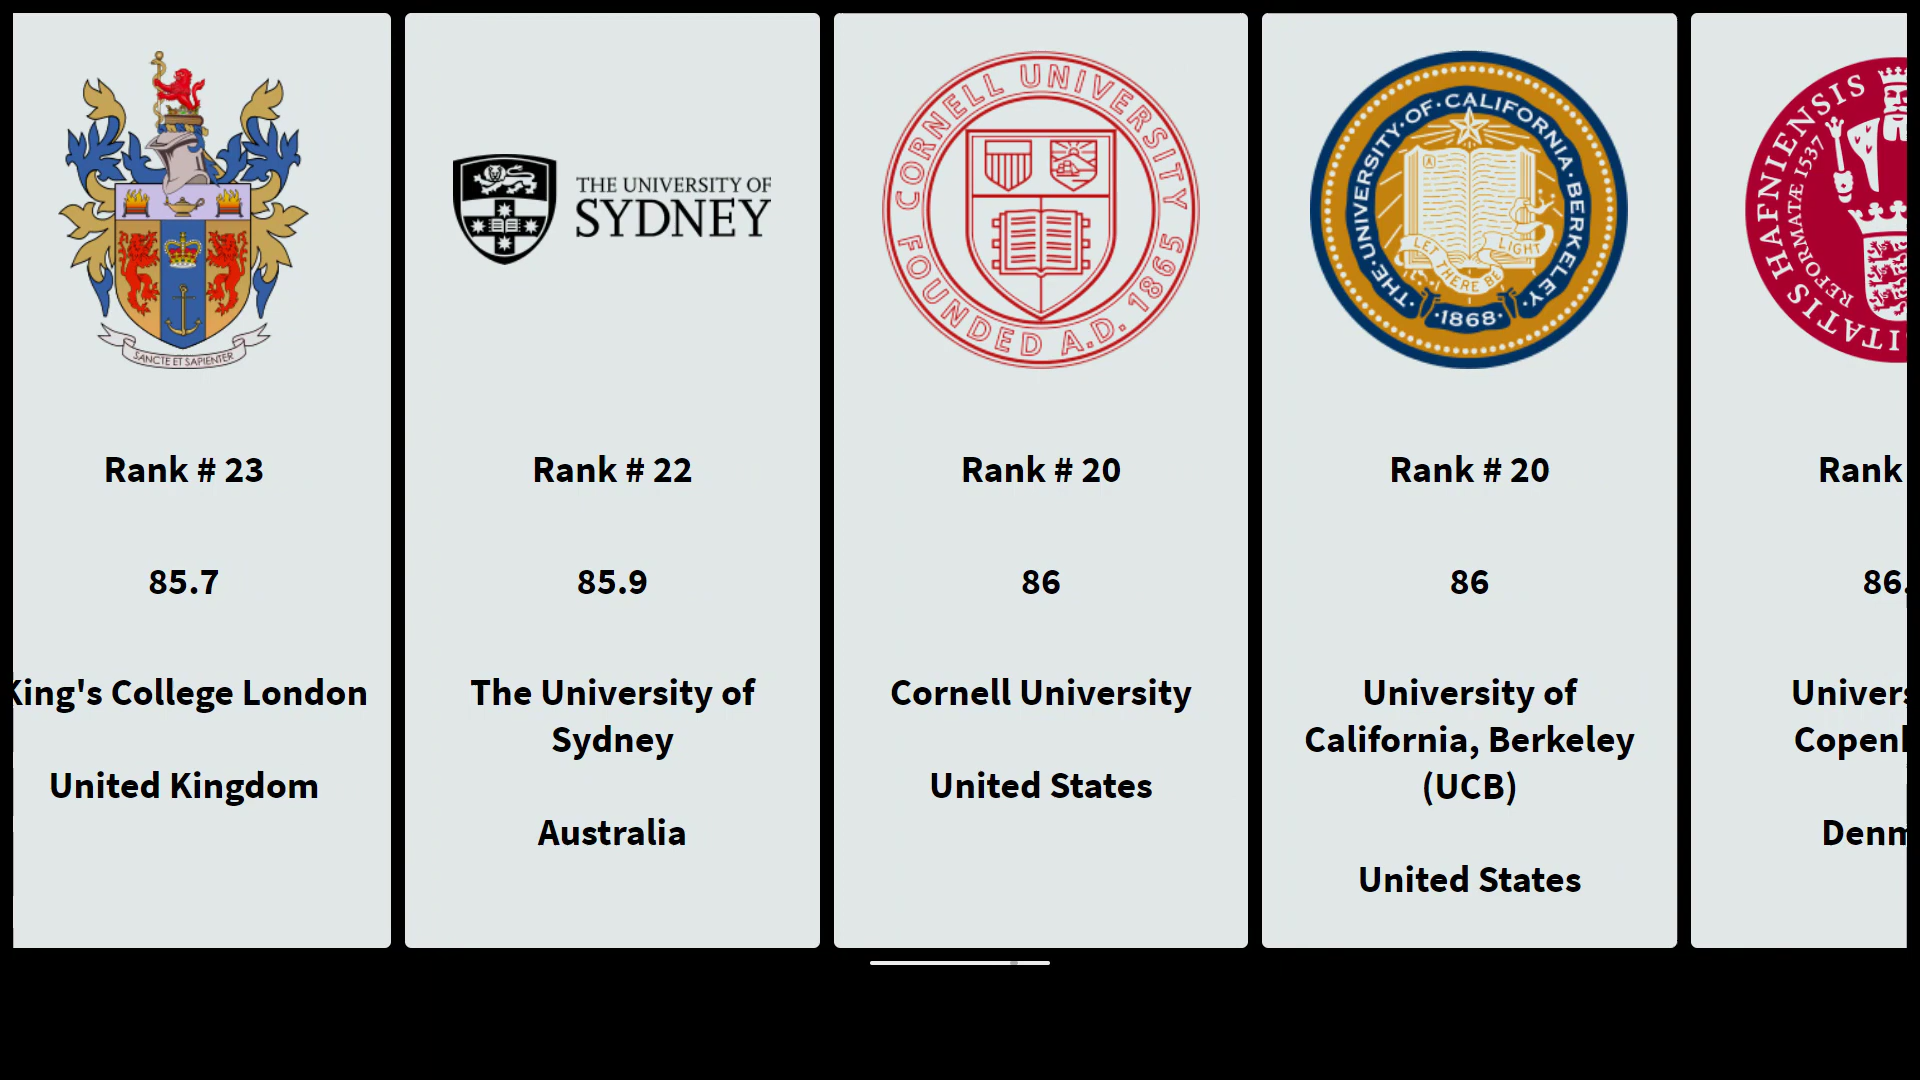 SANCTE ET SAPIENTER
Rank # 23
85.7
King's College London
United Kingdom
THE UNIVERSITY OF
SYDNEY
Rank # 22
85.9
The University of
Sydney
Australia
CORNELL UNIVERSITY
FOUNDED A.D. 1865
Rank # 20
86
Cornell University
United States
THE·UNIVERSITY·OF·CALIFORNIA·BERKELEY
A
LET THERE BE LIGHT
·1868·
Rank # 20
86
University of
California, Berkeley
(UCB)
United States
HAFNIENSIS
REFORMATÆ 1537
Rank
86.